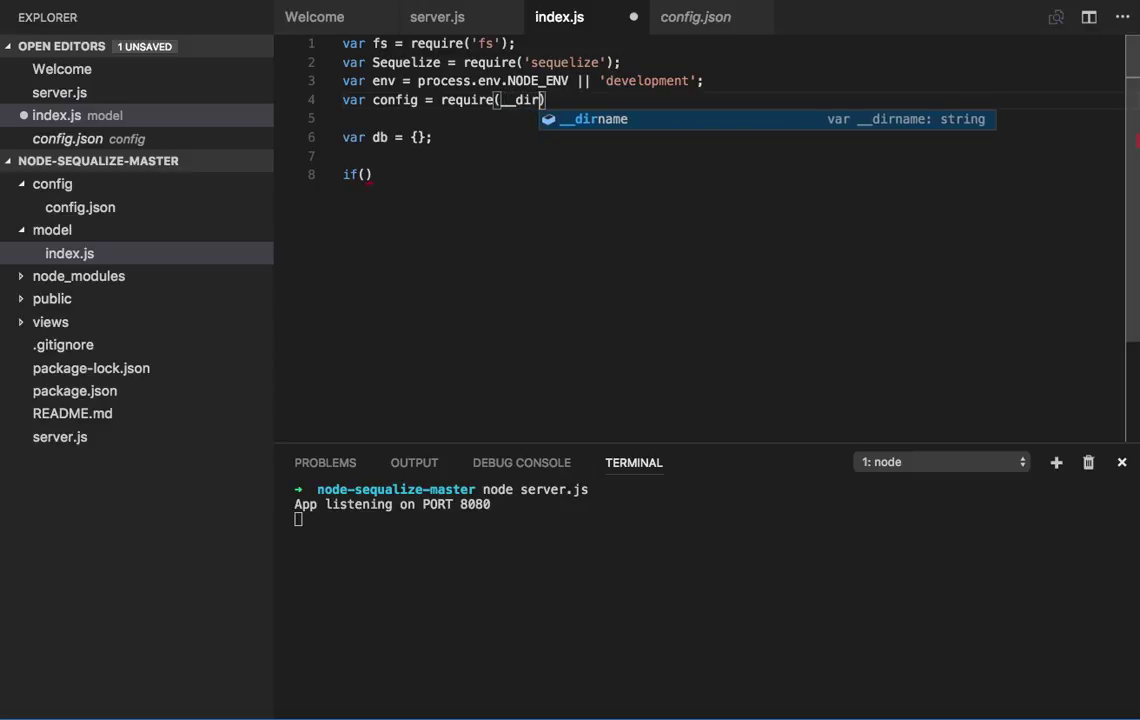 EXPLORER
OPEN EDITORS 1 UNSAVED
Welcome
server.js
index.js model
config.json config
NODE-SEQUALIZE-MASTER
config
config.json
model
index.js
node_modules
public
views
.gitignore
package-lock.json
package.json
README.md
server.js
Welcome server.js index.js config.json
1 var fs = require('fs');
2 var Sequelize = require('sequelize');
3 var env = process.env.NODE_ENV || 'development';
4 var config = require(__dir)
__dirname var __dirname: string
5
6 var db = {};
7
8 if()
PROBLEMS OUTPUT DEBUG CONSOLE TERMINAL 1: node
➜ node-sequalize-master node server.js
App listening on PORT 8080